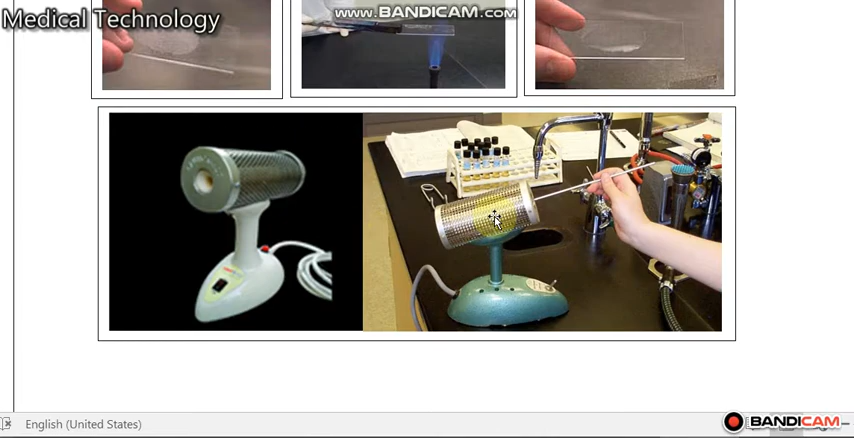 Medical Technology
www.BANDICAM.com
English (United States)
BANDICAM